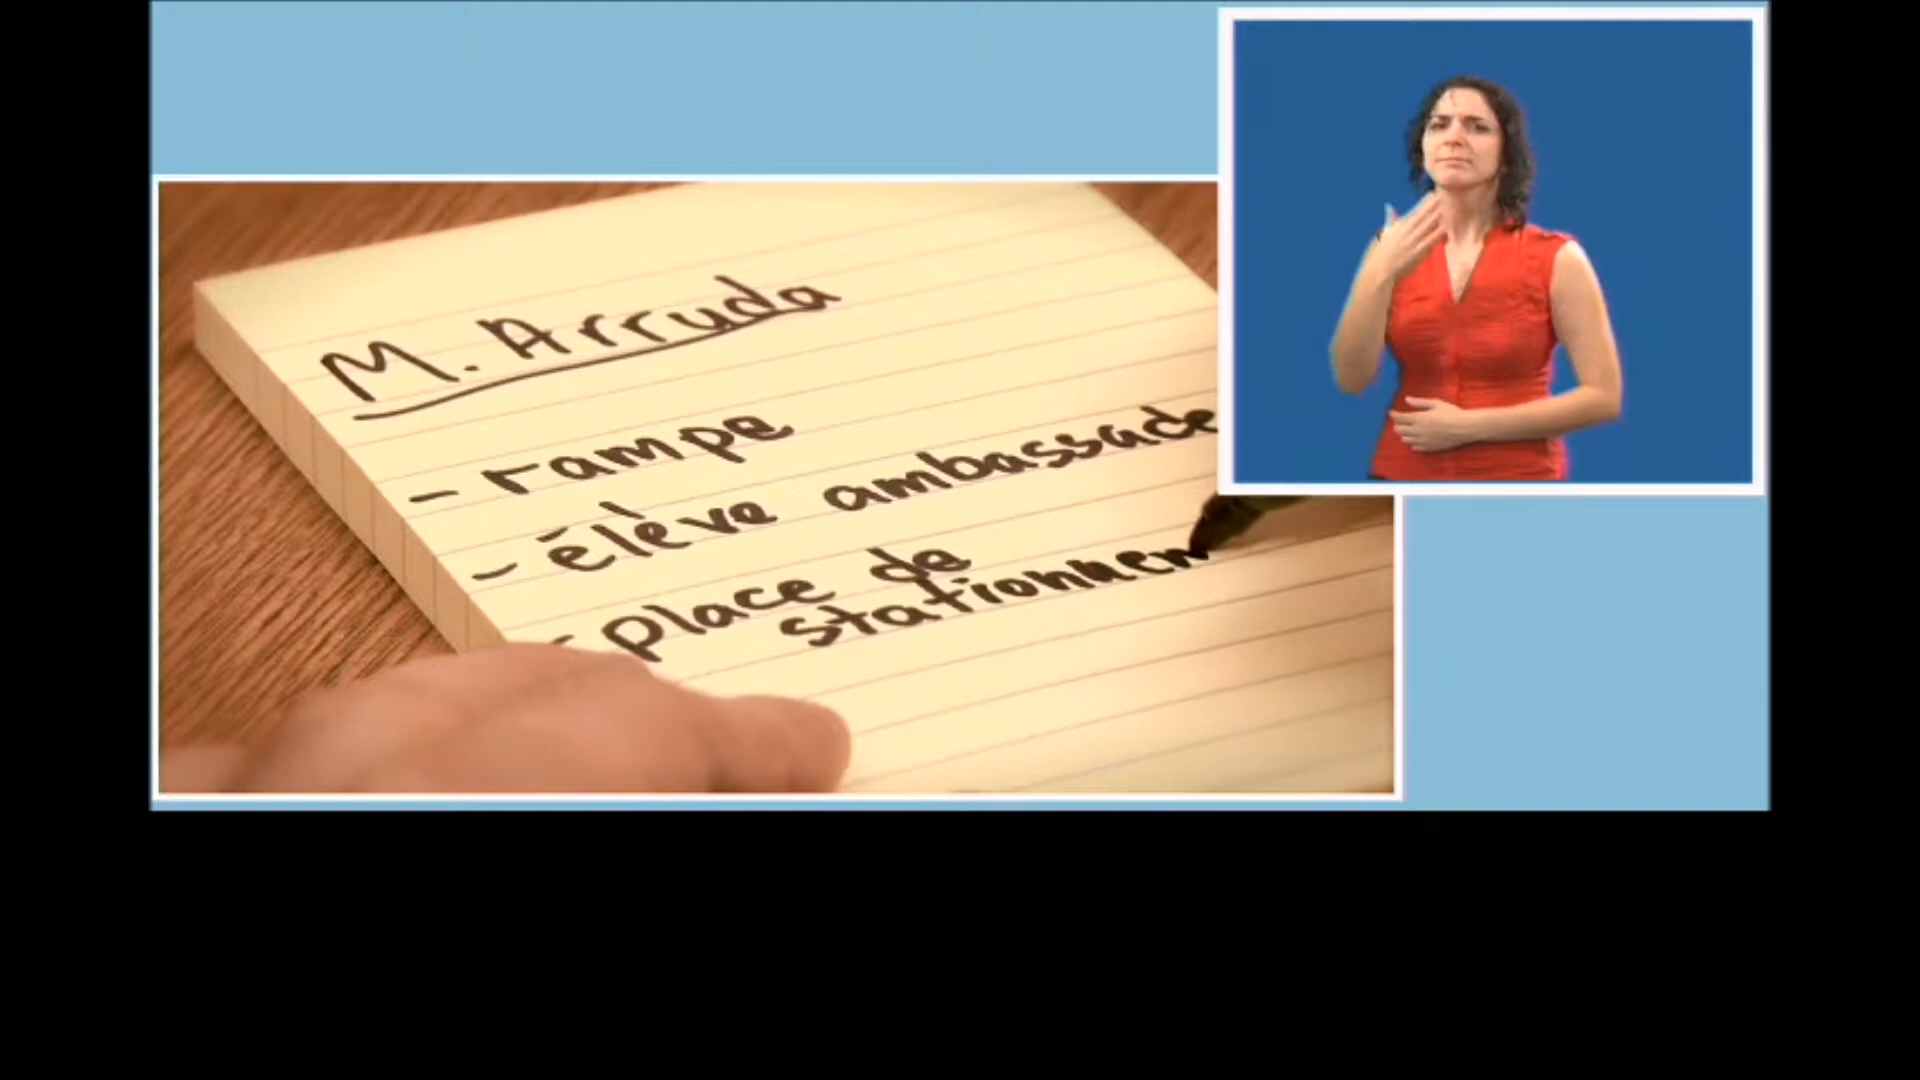 M. Arruda
- rampe
- élève ambassade
- place de
stationnem